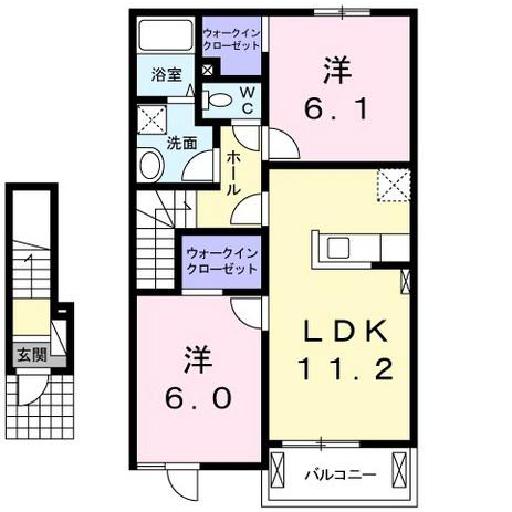 ウォークイン
クローゼット
浴室
洋
6.1
WC
洗面
ホール
ウォークイン
クローゼット
LDK
11.2
洋
6.0
玄関
バルコニー